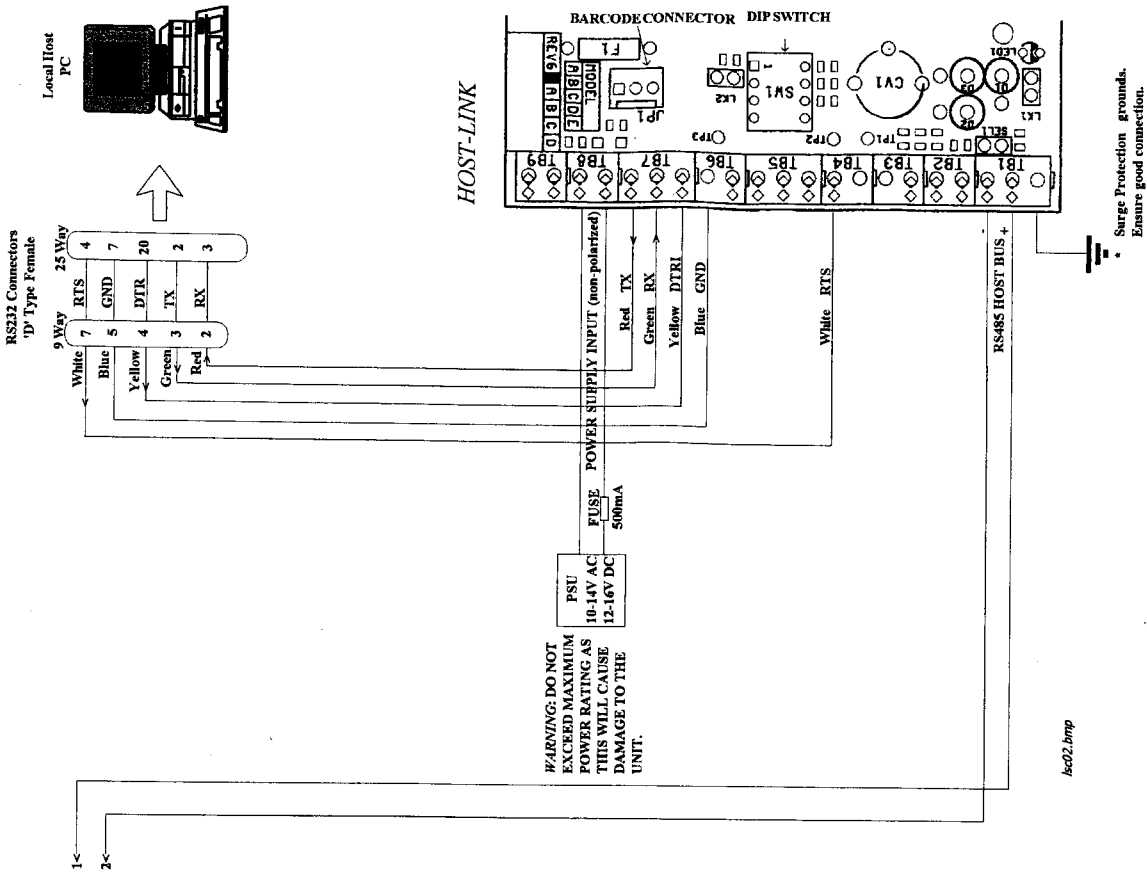 Local Host
PC
RS232 Connectors
'D' Type Female
9 Way
25 Way
White 7 RTS 4
Blue 5 GND 7
Yellow 4 DTR 20
Green 3 TX 2
Red 2 RX 3
HOST-LINK
BARCODE CONNECTOR
DIP SWITCH
REV6
A
B
C
D
MODEL
A
B
C
D
E
F1
JP1
LK2
SW1
1
CV1
LED1
D3
D1
D2
LK1
SEL1
TP3
TP2
TP1
TB9
TB8
TB7
TB6
TB5
TB4
TB3
TB2
TB1
POWER SUPPLY INPUT (non-polarized)
Red TX
Green RX
Yellow DTRI
Blue GND
White RTS
FUSE
500mA
PSU
10-14V AC
12-16V DC
WARNING: DO NOT
EXCEED MAXIMUM
POWER RATING AS
THIS WILL CAUSE
DAMAGE TO THE
UNIT.
- RS485 HOST BUS +
* Surge Protection grounds.
Ensure good connection.
1<
2<
lsc02.bmp